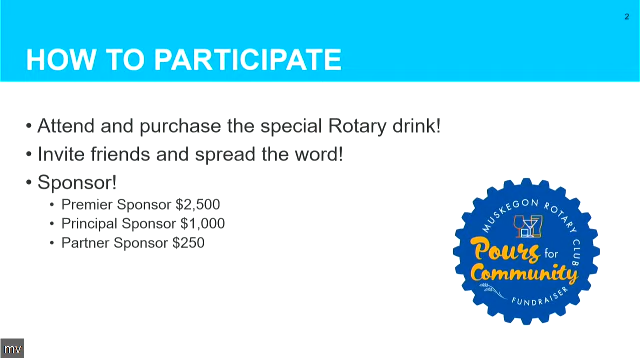 2
HOW TO PARTICIPATE
• Attend and purchase the special Rotary drink!
• Invite friends and spread the word!
• Sponsor!
• Premier Sponsor $2,500
• Principal Sponsor $1,000
• Partner Sponsor $250
MUSKEGON ROTARY CLUB
Pours for
Community
FUNDRAISER
mv